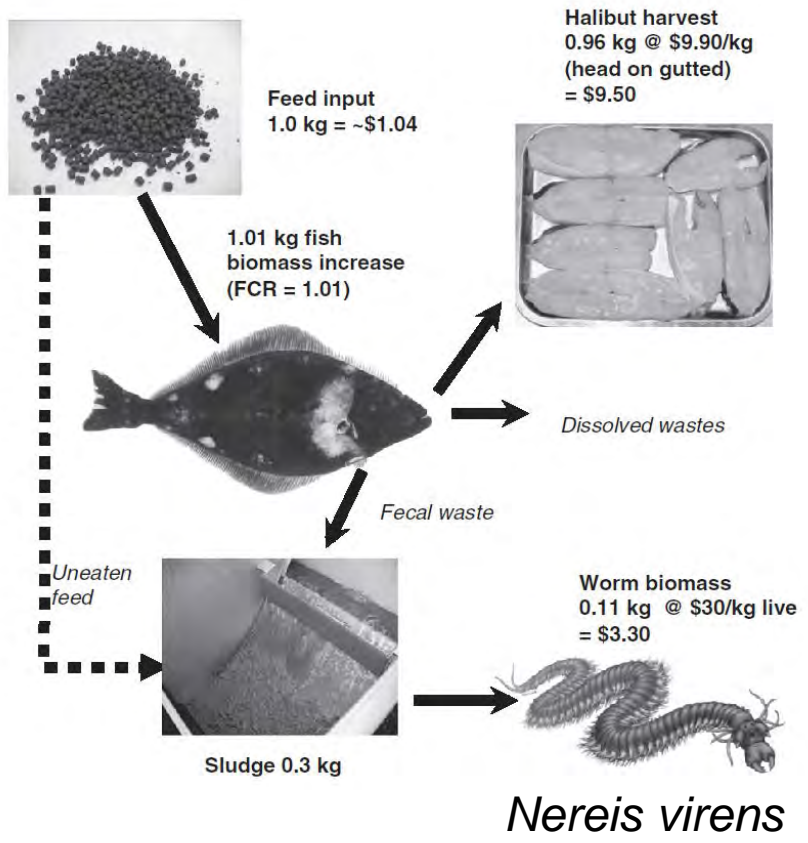 Halibut harvest
0.96 kg @ $9.90/kg
(head on gutted)
= $9.50
Feed input
1.0 kg = ~$1.04
1.01 kg fish
biomass increase
(FCR = 1.01)
Dissolved wastes
Fecal waste
Uneaten
feed
Worm biomass
0.11 kg @ $30/kg live
= $3.30
Sludge 0.3 kg
Nereis virens